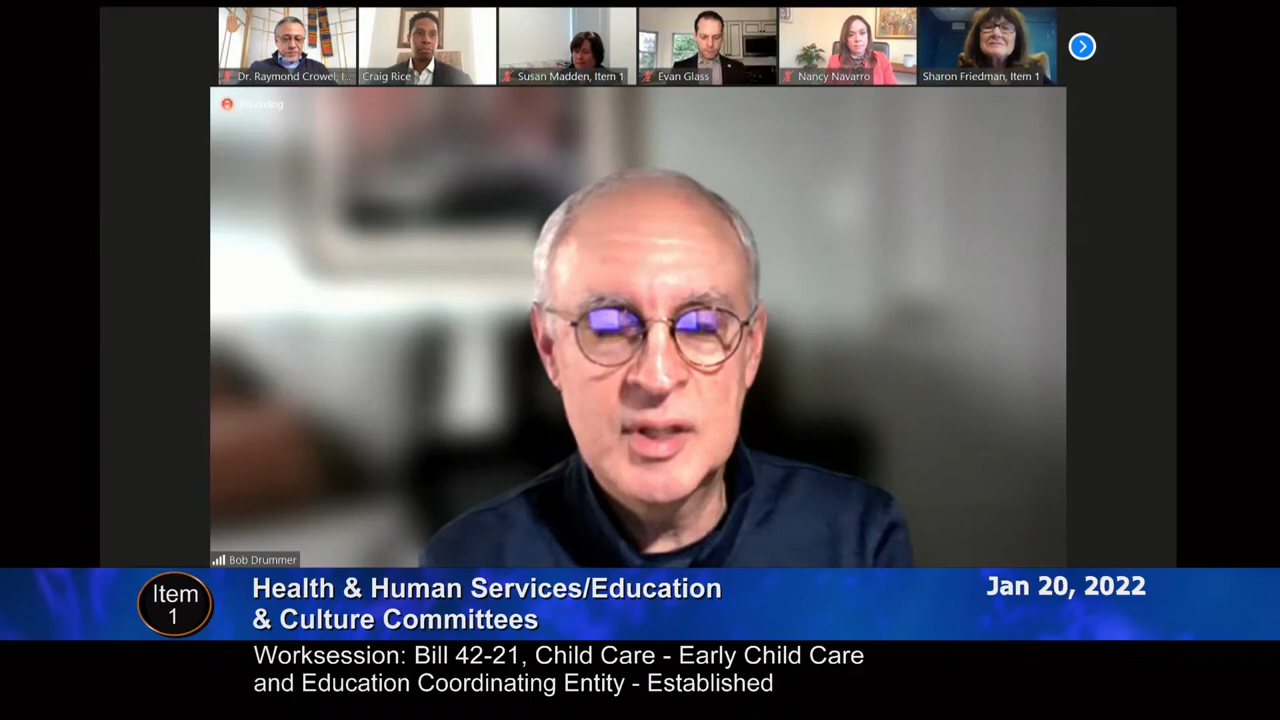 Dr. Raymond Crowel, I...
Craig Rice
Susan Madden, Item 1
Evan Glass
Nancy Navarro
Sharon Friedman, Item 1
Recording
Bob Drummer
Item
1
Health & Human Services/Education
& Culture Committees
Jan 20, 2022
Worksession: Bill 42-21, Child Care - Early Child Care
and Education Coordinating Entity - Established